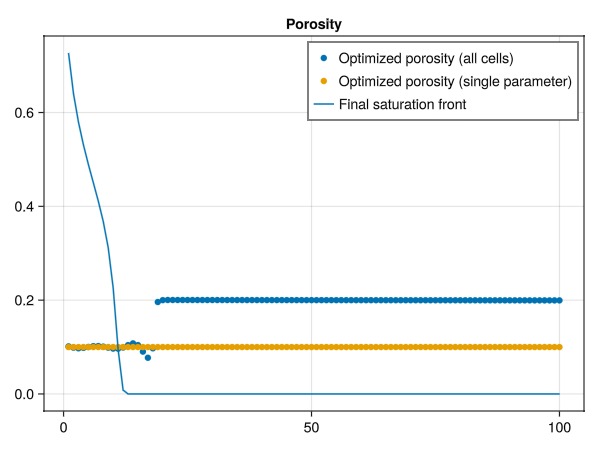 Porosity
Optimized porosity (all cells)
Optimized porosity (single parameter)
Final saturation front
0.6
0.4
0.2
0.0
0 50 100